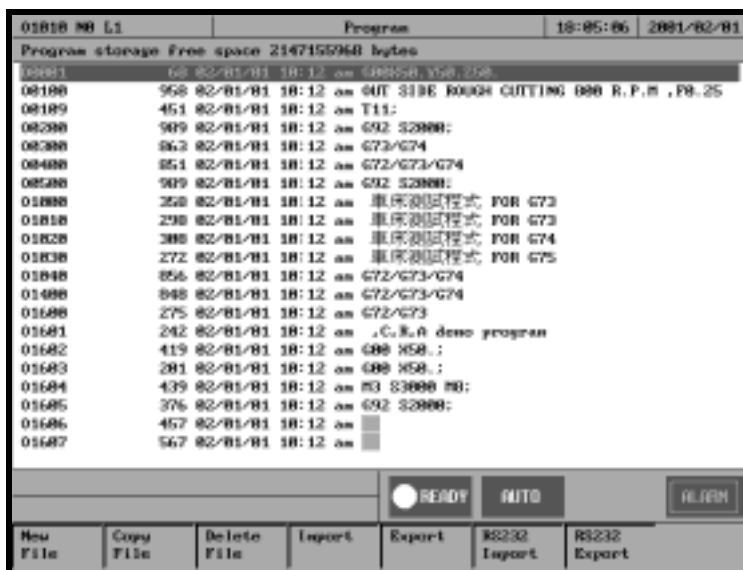 O1010 N0 L1 Program 18:05:06 2001/02/01
Program storage free space 2147155968 bytes
O0001 68 02/01/01 10:12 am G00X50.Y50.Z50.
O0100 958 02/01/01 10:12 am OUT SIDE ROUGH CUTTING 800 R.P.M ,F0.25
O0109 451 02/01/01 10:12 am T11;
O0200 909 02/01/01 10:12 am G92 S2000;
O0300 863 02/01/01 10:12 am G73/G74
O0400 851 02/01/01 10:12 am G72/G73/G74
O0500 909 02/01/01 10:12 am G92 S2000;
O1000 350 02/01/01 10:12 am 車床測試程式 FOR G73
O1010 290 02/01/01 10:12 am 車床測試程式 FOR G73
O1020 300 02/01/01 10:12 am 車床測試程式 FOR G74
O1030 272 02/01/01 10:12 am 車床測試程式 FOR G75
O1040 856 02/01/01 10:12 am G72/G73/G74
O1400 848 02/01/01 10:12 am G72/G73/G74
O1600 275 02/01/01 10:12 am G72/G73
O1601 242 02/01/01 10:12 am .C.R.A demo program
O1602 419 02/01/01 10:12 am G00 X50.;
O1603 201 02/01/01 10:12 am G00 X50.;
O1604 439 02/01/01 10:12 am M3 S3000 M8;
O1605 376 02/01/01 10:12 am G92 S2000;
O1606 457 02/01/01 10:12 am
O1607 567 02/01/01 10:12 am
READY AUTO ALARM
New File Copy File Delete File Import Export RS232 Import RS232 Export